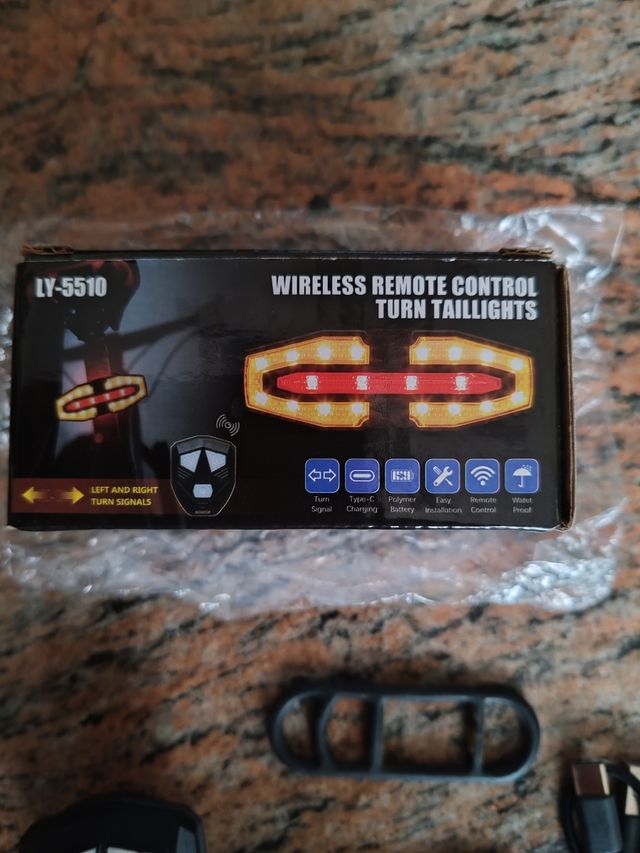 LY-5510
WIRELESS REMOTE CONTROL
TURN TAILLIGHTS
LEFT AND RIGHT
TURN SIGNALS
Turn
Signal
Type-C
Charging
Polymer
Battery
Easy
Installation
Remote
Control
Water
Proof